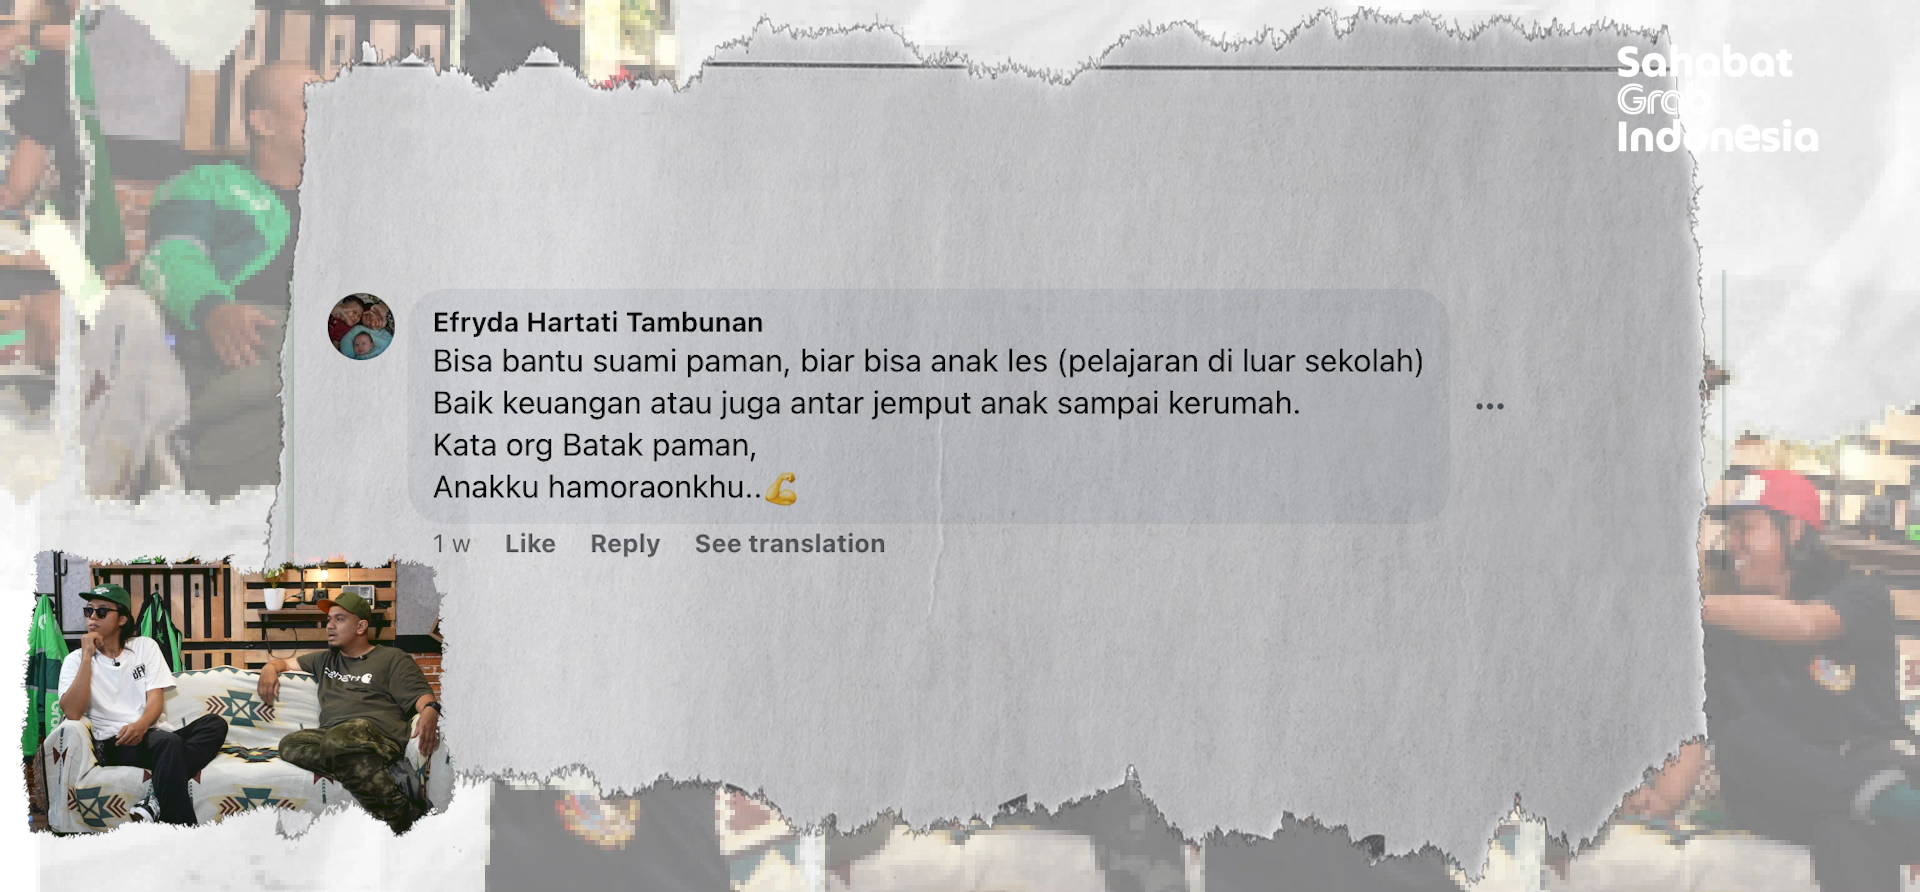 Sahabat
Grab
Indonesia
Efryda Hartati Tambunan
Bisa bantu suami paman, biar bisa anak les (pelajaran di luar sekolah)
Baik keuangan atau juga antar jemput anak sampai kerumah.
Kata org Batak paman,
Anakku hamoraonkhu..💪
1 w Like Reply See translation